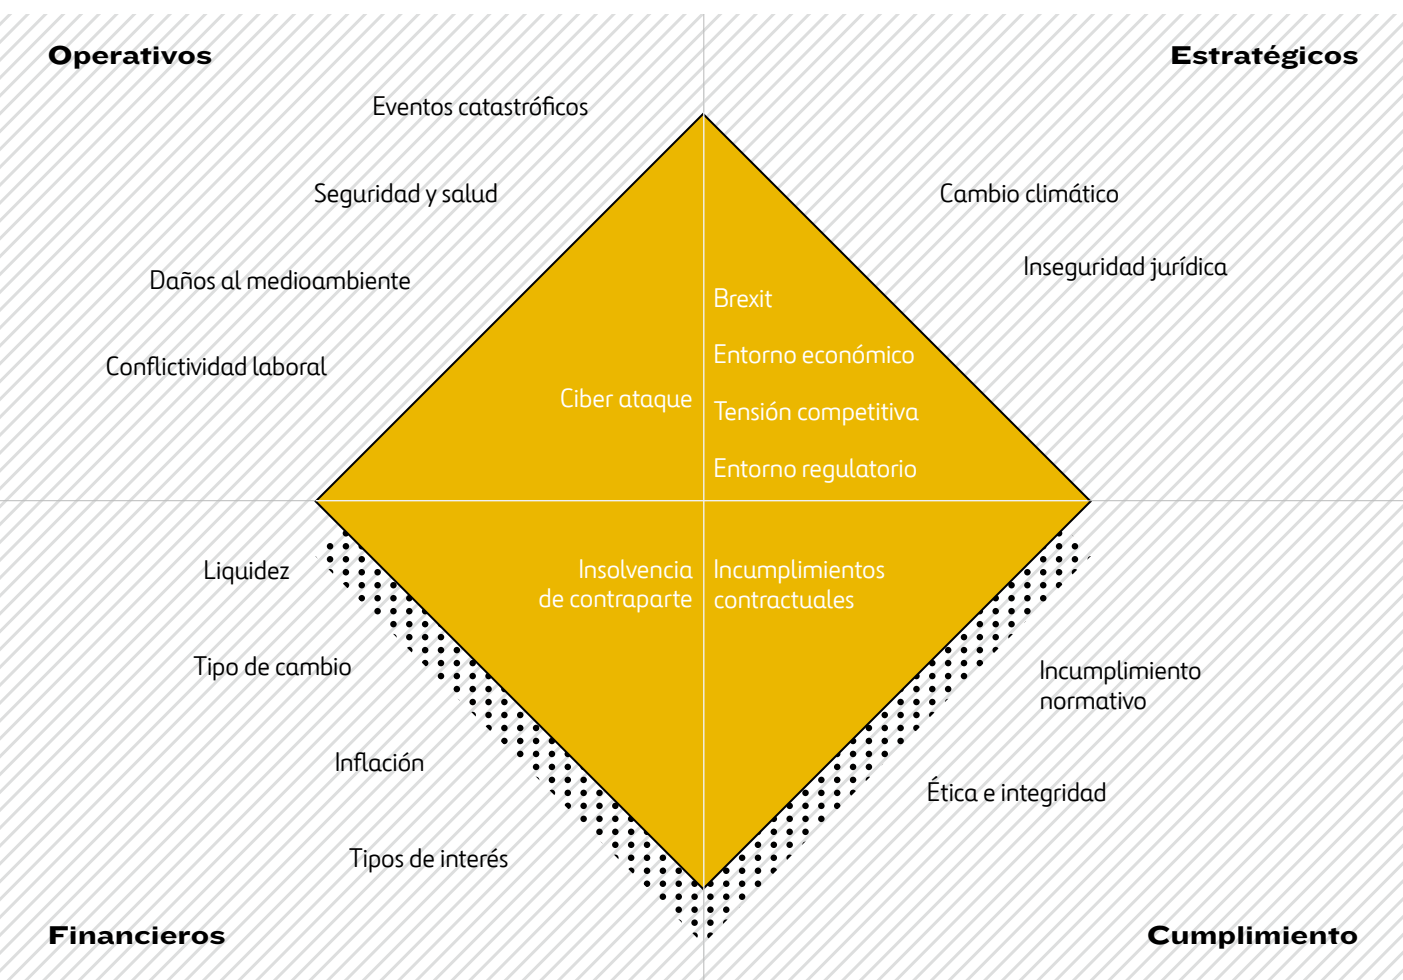 Operativos
Eventos catastróficos
Seguridad y salud
Daños al medioambiente
Conflictividad laboral
Ciber ataque
Estratégicos
Cambio climático
Inseguridad jurídica
Brexit
Entorno económico
Tensión competitiva
Entorno regulatorio
Insolvencia
de contraparte
Liquidez
Tipo de cambio
Inflación
Tipos de interés
Financieros
Incumplimientos
contractuales
Incumplimiento
normativo
Ética e integridad
Cumplimiento